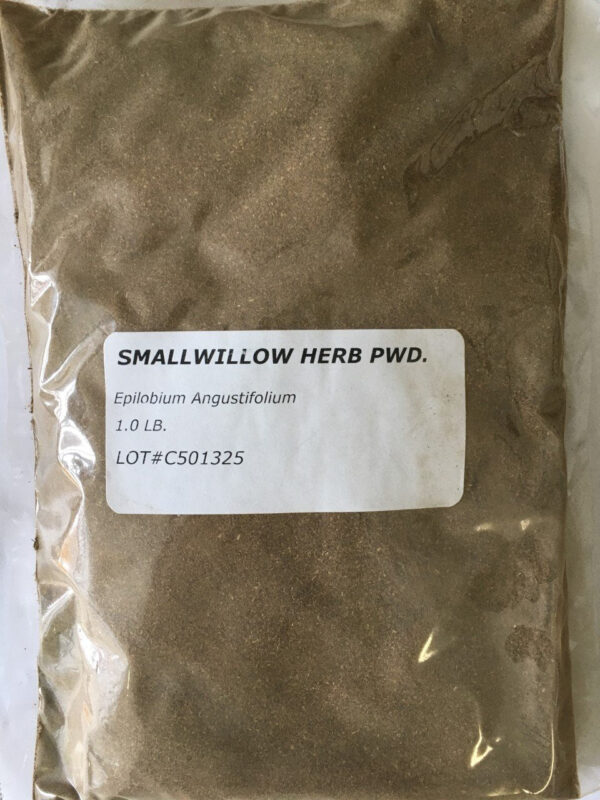 SMALLWILLOW HERB PWD.
Epilobium Angustifolium
1.0 LB.
LOT#C501325